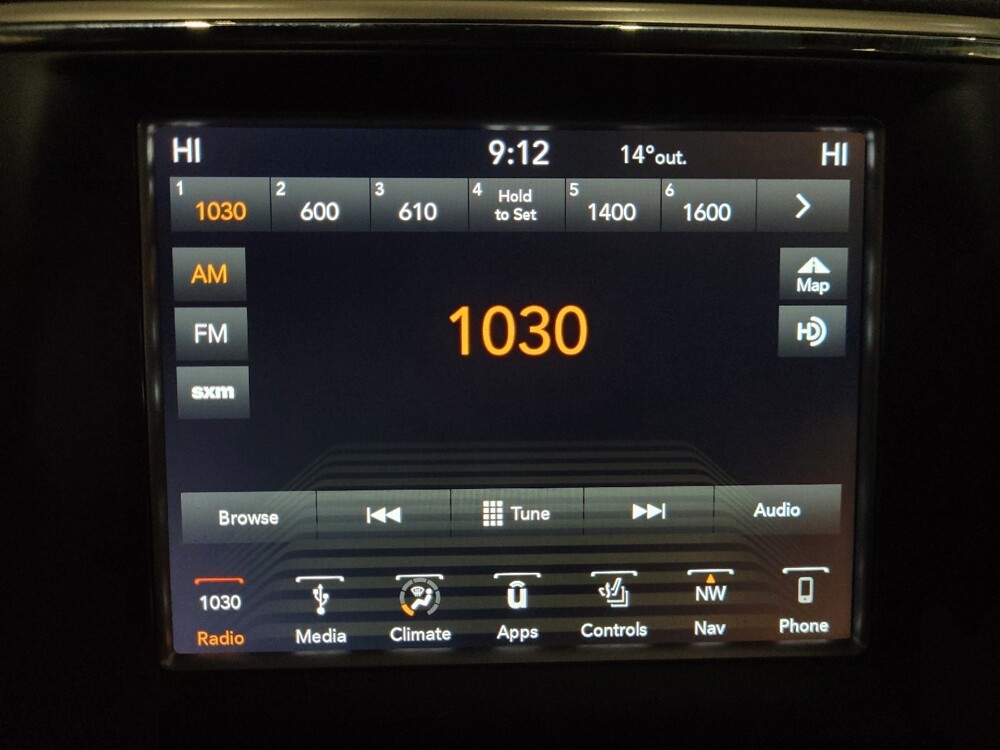 HI 9:12 14°out. HI
1 1030 2 600 3 610 4 Hold to Set 5 1400 6 1600
AM
Map
1030
FM
HD
sxm
Browse Tune Audio
1030 NW
Radio Media Climate Apps Controls Nav Phone